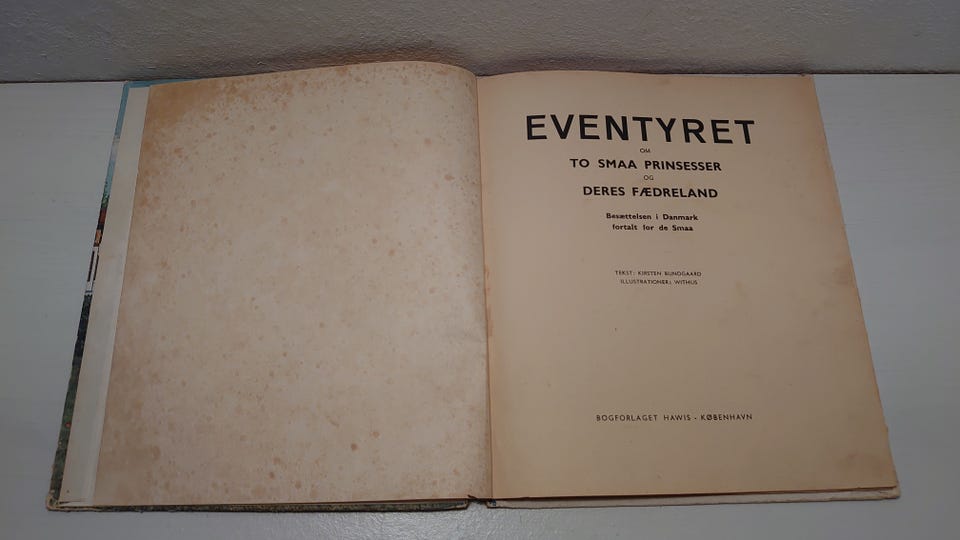 EVENTYRET
OM
TO SMAA PRINSESSER
OG
DERES FÆDRELAND
Besættelsen i Danmark
fortalt for de Smaa
TEKST: KIRSTEN BUNDGAARD
ILLUSTRATIONER: WITHUS
BOGFORLAGET HAWIS - KØBENHAVN